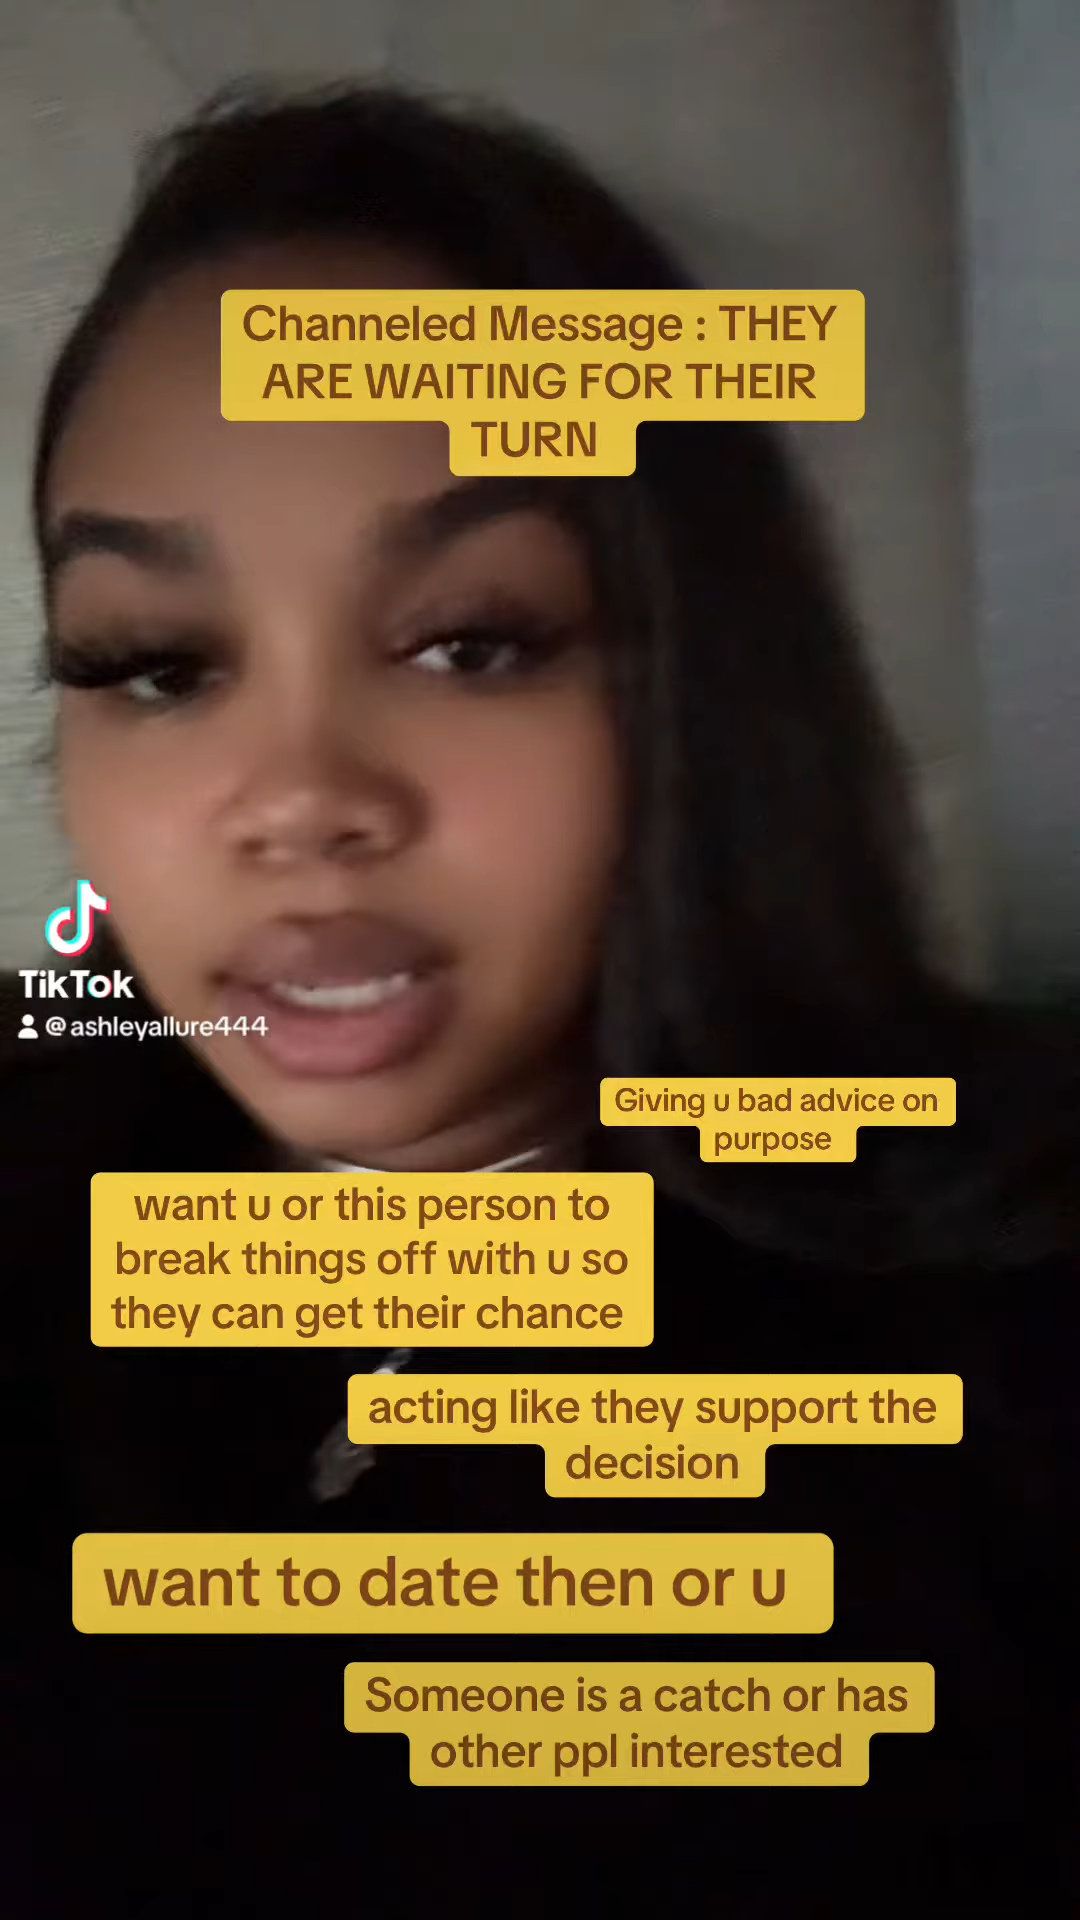 Channeled Message : THEY
ARE WAITING FOR THEIR
TURN
TikTok
@ashleyallure444
Giving u bad advice on
purpose
want u or this person to
break things off with u so
they can get their chance
acting like they support the
decision
want to date then or u
Someone is a catch or has
other ppl interested